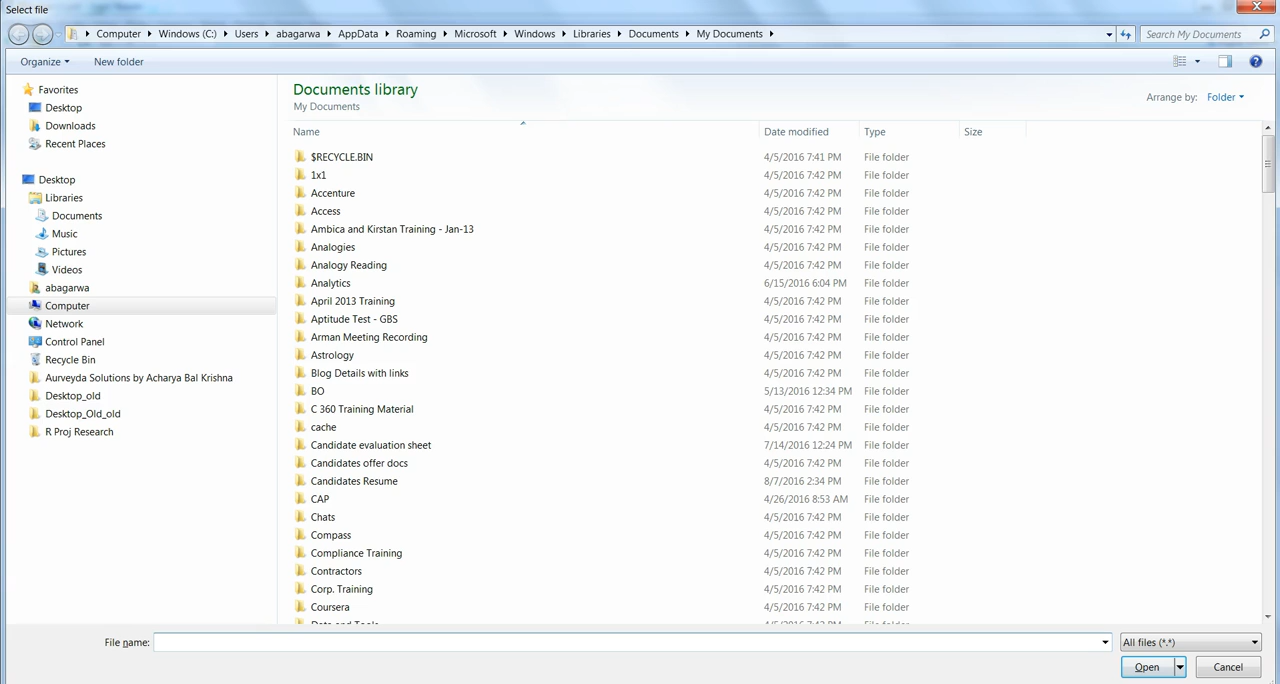 Select file
Computer Windows (C:) Users abagarwa AppData Roaming Microsoft Windows Libraries Documents My Documents Search My Documents
Organize New folder
Favorites
Desktop
Downloads
Recent Places
Desktop
Libraries
Documents
Music
Pictures
Videos
abagarwa
Computer
Network
Control Panel
Recycle Bin
Aurveyda Solutions by Acharya Bal Krishna
Desktop_old
Desktop_Old_old
R Proj Research
Documents library
My Documents
Arrange by: Folder
Name Date modified Type Size
$RECYCLE.BIN 4/5/2016 7:41 PM File folder
1x1 4/5/2016 7:42 PM File folder
Accenture 4/5/2016 7:42 PM File folder
Access 4/5/2016 7:42 PM File folder
Ambica and Kirstan Training - Jan-13 4/5/2016 7:42 PM File folder
Analogies 4/5/2016 7:42 PM File folder
Analogy Reading 4/5/2016 7:42 PM File folder
Analytics 6/15/2016 6:04 PM File folder
April 2013 Training 4/5/2016 7:42 PM File folder
Aptitude Test - GBS 4/5/2016 7:42 PM File folder
Arman Meeting Recording 4/5/2016 7:42 PM File folder
Astrology 4/5/2016 7:42 PM File folder
Blog Details with links 4/5/2016 7:42 PM File folder
BO 5/13/2016 12:34 PM File folder
C 360 Training Material 4/5/2016 7:42 PM File folder
cache 4/5/2016 7:42 PM File folder
Candidate evaluation sheet 7/14/2016 12:24 PM File folder
Candidates offer docs 4/5/2016 7:42 PM File folder
Candidates Resume 8/7/2016 2:34 PM File folder
CAP 4/26/2016 8:53 AM File folder
Chats 4/5/2016 7:42 PM File folder
Compass 4/5/2016 7:42 PM File folder
Compliance Training 4/5/2016 7:42 PM File folder
Contractors 4/5/2016 7:42 PM File folder
Corp. Training 4/5/2016 7:42 PM File folder
Coursera 4/5/2016 7:42 PM File folder
File name: All files (*.*)
Open Cancel